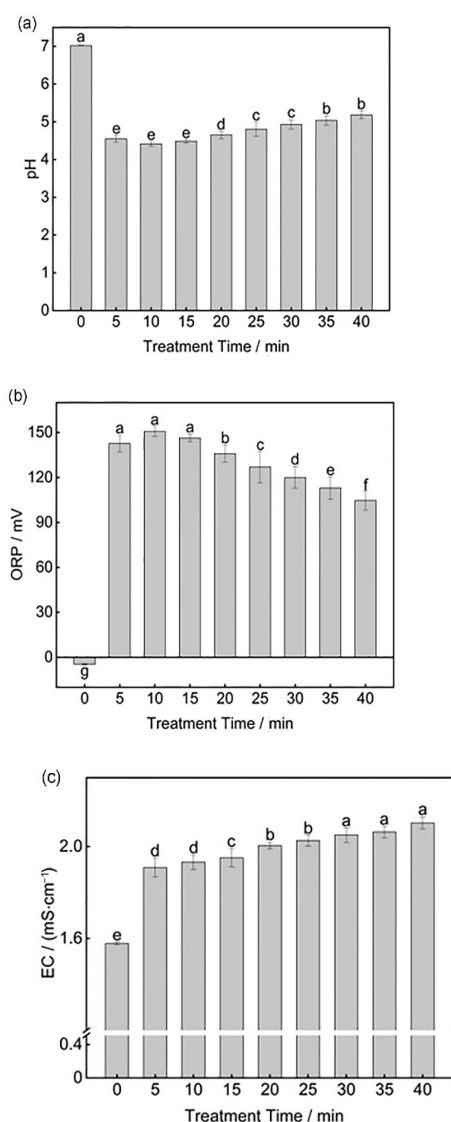 (a)
7
6
5
4
3
2
1
0
pH
a
e
e
e
d
c
c
b
b
0 5 10 15 20 25 30 35 40
Treatment Time / min
(b)
150
120
90
60
30
0
ORP / mV
a
a
a
b
c
d
e
f
g
0 5 10 15 20 25 30 35 40
Treatment Time / min
(c)
2.0
1.6
0.4
0
EC / (mS·cm⁻¹)
e
d
d
c
b
b
a
a
a
0 5 10 15 20 25 30 35 40
Treatment Time / min